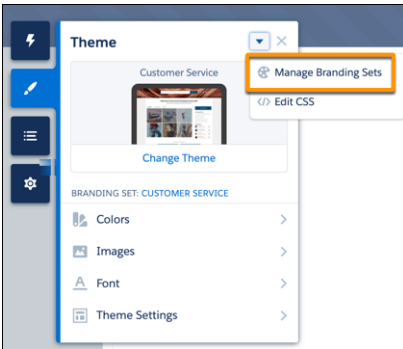 Theme
Customer Service
Manage Branding Sets
</> Edit CSS
Change Theme
BRANDING SET: CUSTOMER SERVICE
Colors
Images
A Font
Theme Settings